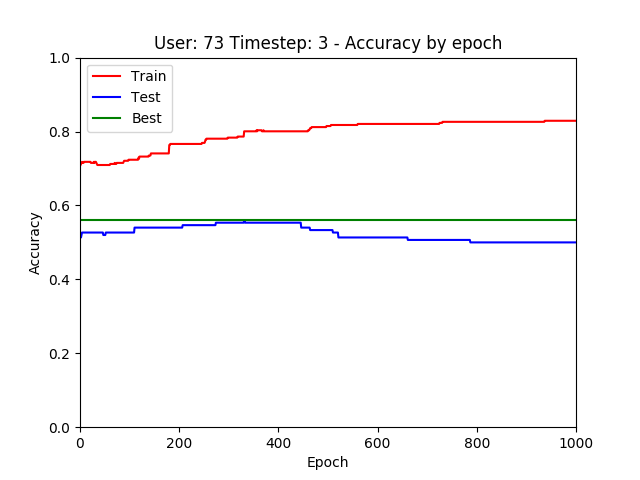 User: 73 Timestep: 3 - Accuracy by epoch
Train
Test
Best
Accuracy
1.0
0.8
0.6
0.4
0.2
0.0
0 200 400 600 800 1000
Epoch